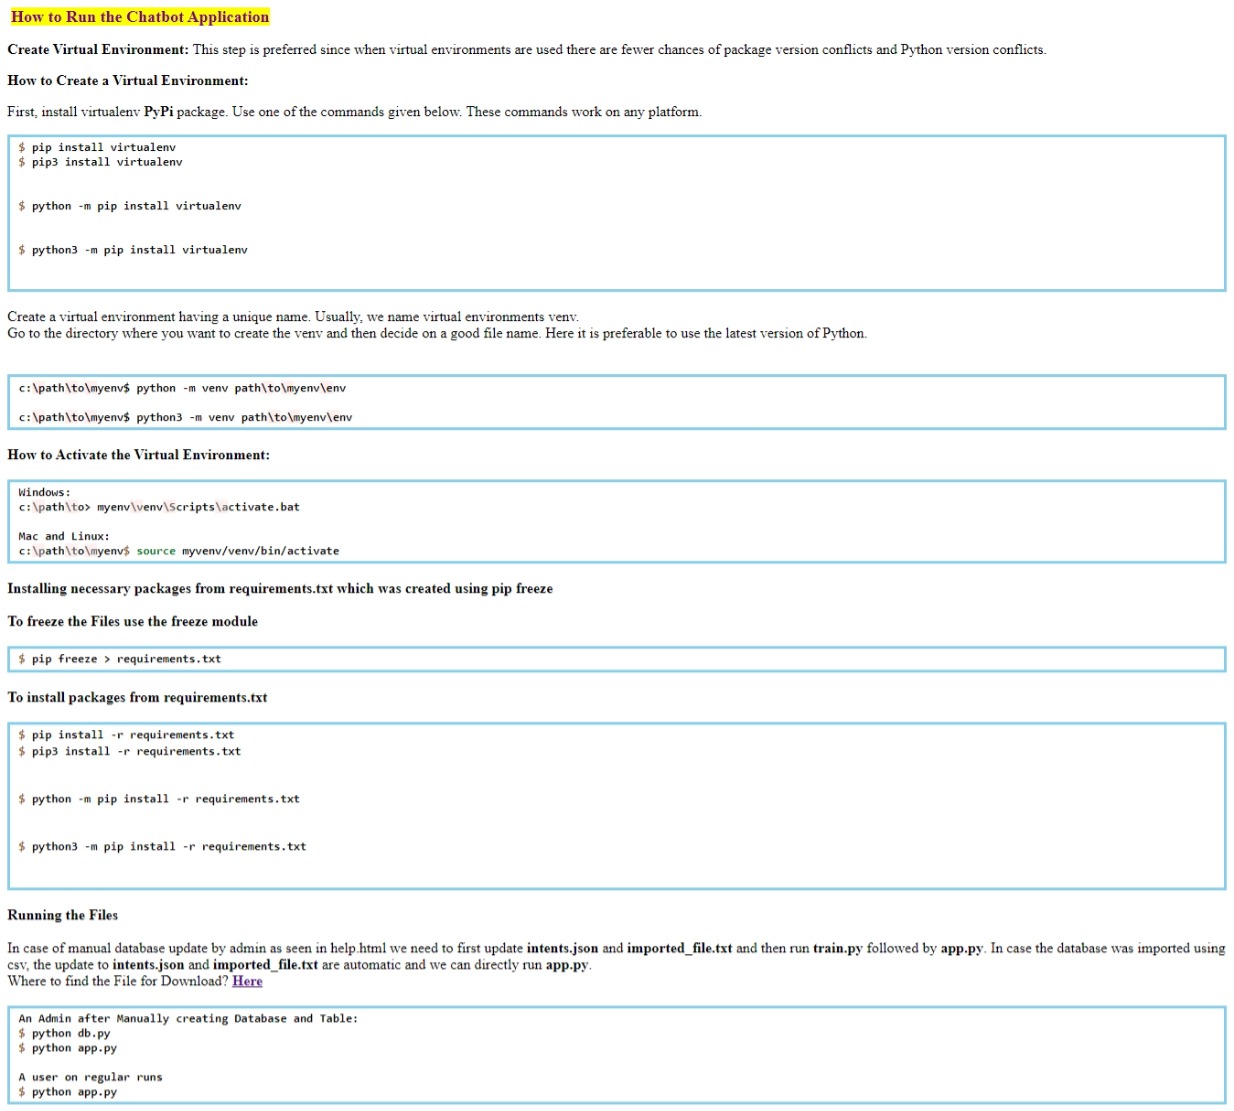 How to Run the Chatbot Application
Create Virtual Environment: This step is preferred since when virtual environments are used there are fewer chances of package version conflicts and Python version conflicts.
How to Create a Virtual Environment:
First, install virtualenv PyPi package. Use one of the commands given below. These commands work on any platform.
$ pip install virtualenv
$ pip3 install virtualenv
$ python -m pip install virtualenv
$ python3 -m pip install virtualenv
Create a virtual environment having a unique name. Usually, we name virtual environments venv.
Go to the directory where you want to create the venv and then decide on a good file name. Here it is preferable to use the latest version of Python.
c:\path\to\myenv$ python -m venv path\to\myenv\env
c:\path\to\myenv$ python3 -m venv path\to\myenv\env
How to Activate the Virtual Environment:
Windows:
c:\path\to> myenv\venv\Scripts\activate.bat
Mac and Linux:
c:\path\to\myenv$ source myvenv/venv/bin/activate
Installing necessary packages from requirements.txt which was created using pip freeze
To freeze the Files use the freeze module
$ pip freeze > requirements.txt
To install packages from requirements.txt
$ pip install -r requirements.txt
$ pip3 install -r requirements.txt
$ python -m pip install -r requirements.txt
$ python3 -m pip install -r requirements.txt
Running the Files
In case of manual database update by admin as seen in help.html we need to first update intents.json and imported_file.txt and then run train.py followed by app.py. In case the database was imported using
csv, the update to intents.json and imported_file.txt are automatic and we can directly run app.py.
Where to find the File for Download? Here
An Admin after Manually creating Database and Table:
$ python db.py
$ python app.py
A user on regular runs
$ python app.py